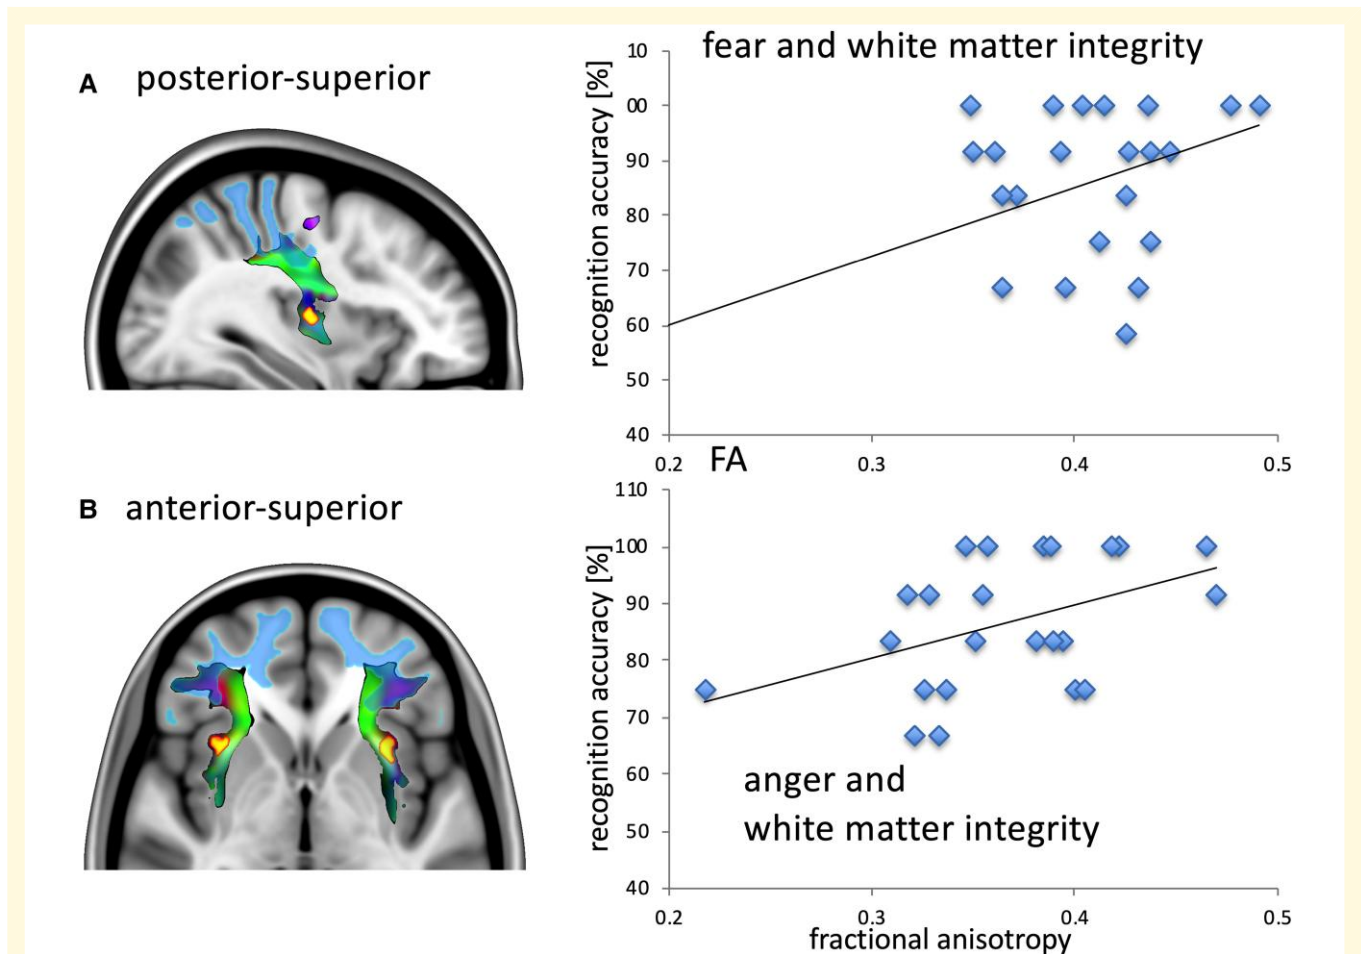 A posterior-superior
fear and white matter integrity
recognition accuracy [%]
10
00
90
80
70
60
50
40
0.2
0.3
0.4
0.5
FA
B anterior-superior
recognition accuracy [%]
110
100
90
80
70
60
50
40
anger and
white matter integrity
0.2
0.3
0.4
0.5
fractional anisotropy